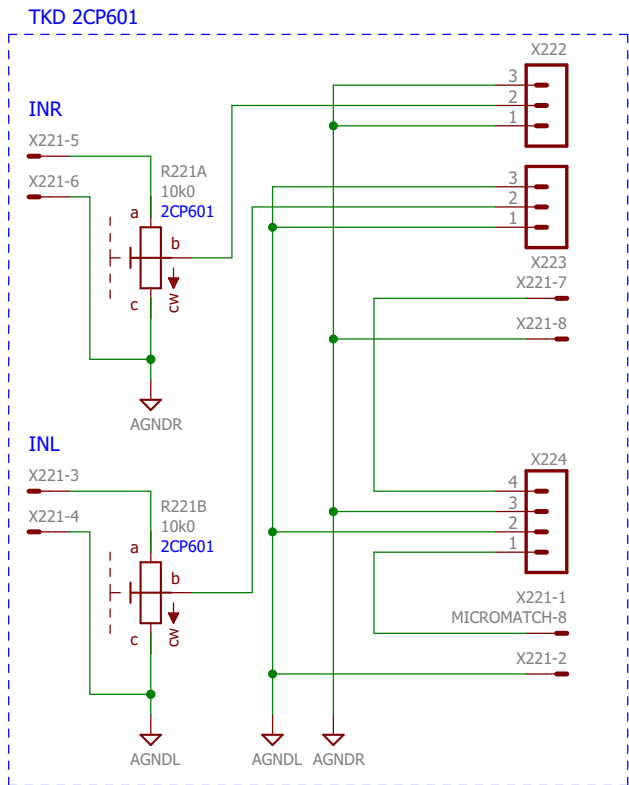 TKD 2CP601
X222
3
2
1
INR
X221-5
X221-6
R221A
10k0
2CP601
a
b
c
CW
AGNDR
3
2
1
X223
X221-7
X221-8
INL
X221-3
X221-4
R221B
10k0
2CP601
a
b
c
CW
AGNDL
X224
4
3
2
1
X221-1
MICROMATCH-8
X221-2
AGNDL
AGNDR